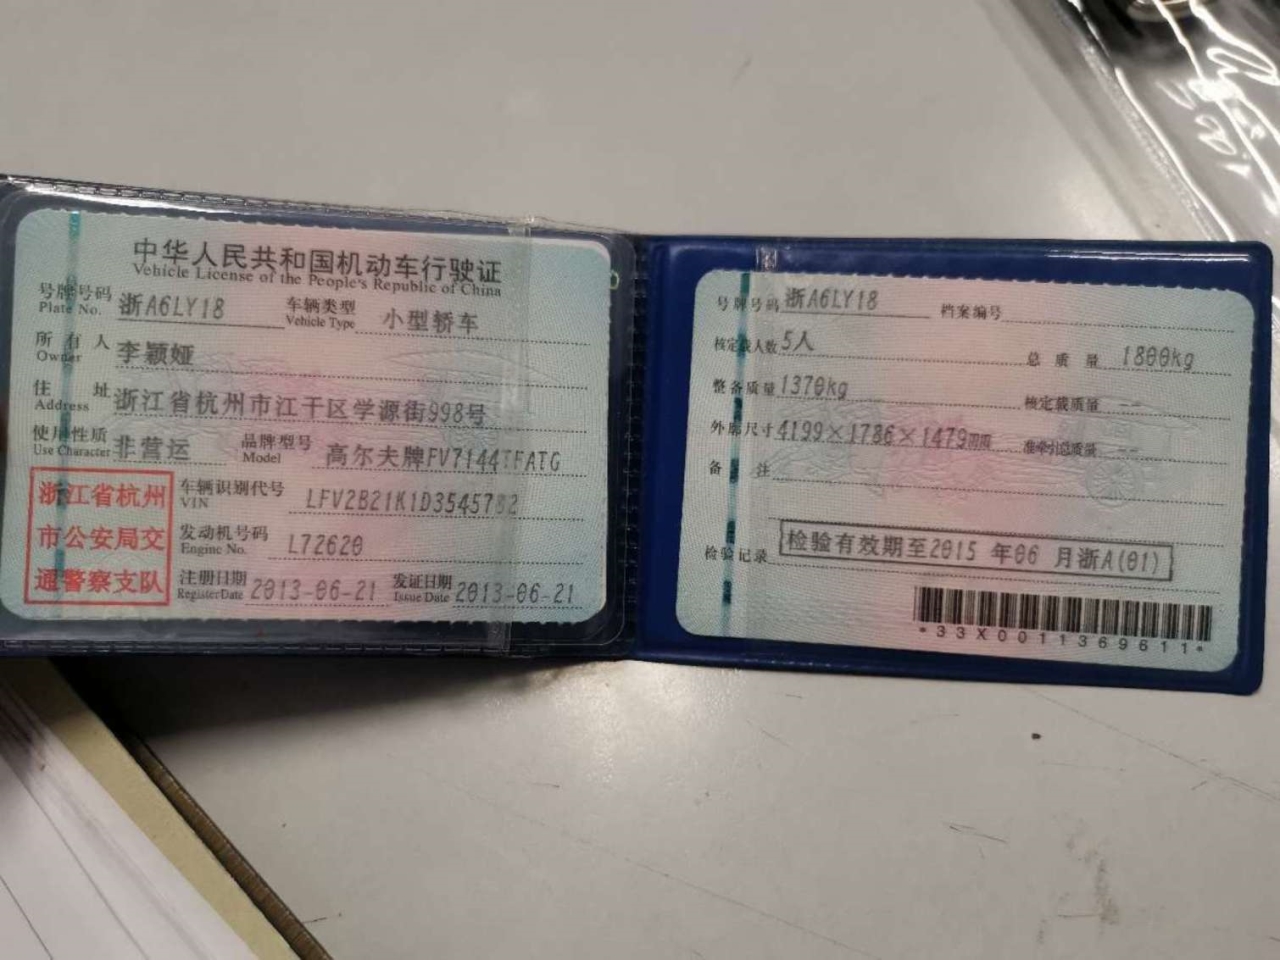 中华人民共和国机动车行驶证
Vehicle License of the People's Republic of China
号牌号码 浙A6LY18 车辆类型 小型轿车
Plate No. Vehicle Type
所有人 李颖娅
Owner
住址 浙江省杭州市江干区学源街998号
Address
使用性质 非营运 品牌型号 高尔夫牌FV7144TFATG
Use Character Model
浙江省杭州
市公安局交
通警察支队
车辆识别代号 LFV2B21K1D3545702
VIN
发动机号码 L72620
Engine No.
注册日期 2013-06-21 发证日期 2013-06-21
Register Date Issue Date
号牌号码 浙A6LY18 档案编号
核定载人数 5人 总质量 1800kg
整备质量 1370kg 核定载质量 --
外廓尺寸 4199×1786×1479mm 准牵引总质量 --
备注
检验记录 检验有效期至2015 年06 月浙A(01)
*33X0011369611*